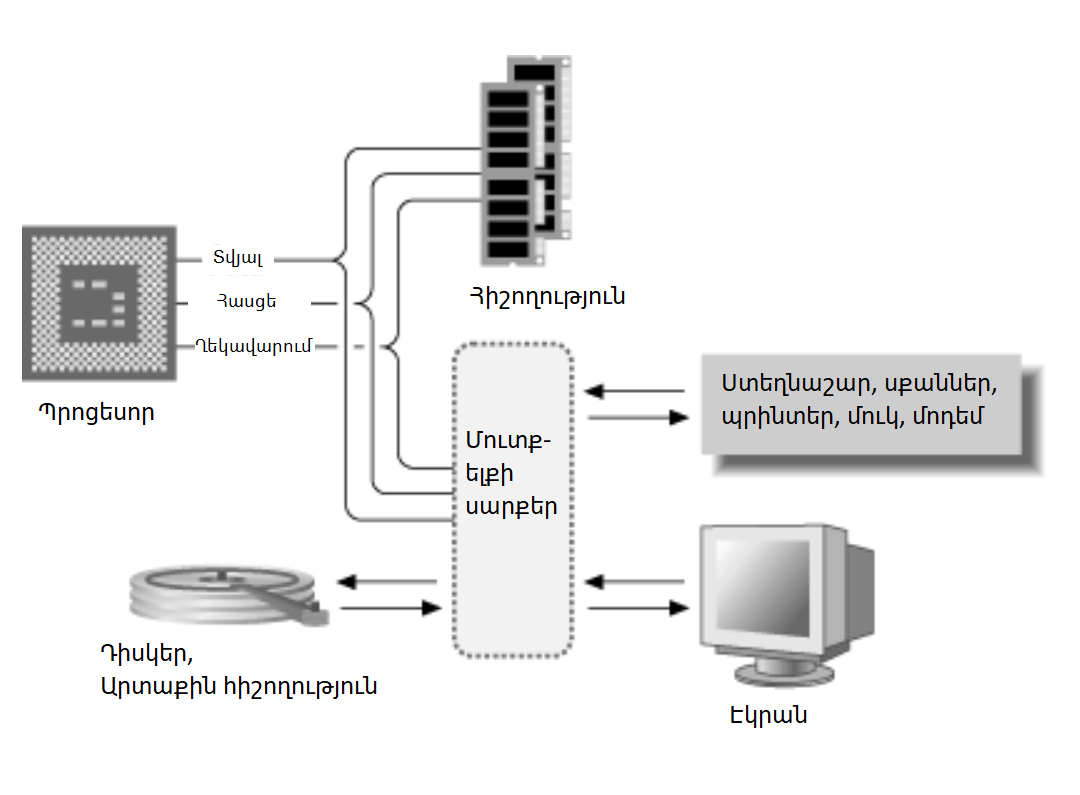 Տվյալ
Հասցե
Ղեկավարում
Պրոցեսոր
Հիշողություն
Ստեղնաշար, սքաններ,
պրինտեր, մուկ, մոդեմ
Մուտք-
ելքի
սարքեր
Դիսկեր,
Արտաքին հիշողություն
Էկրան